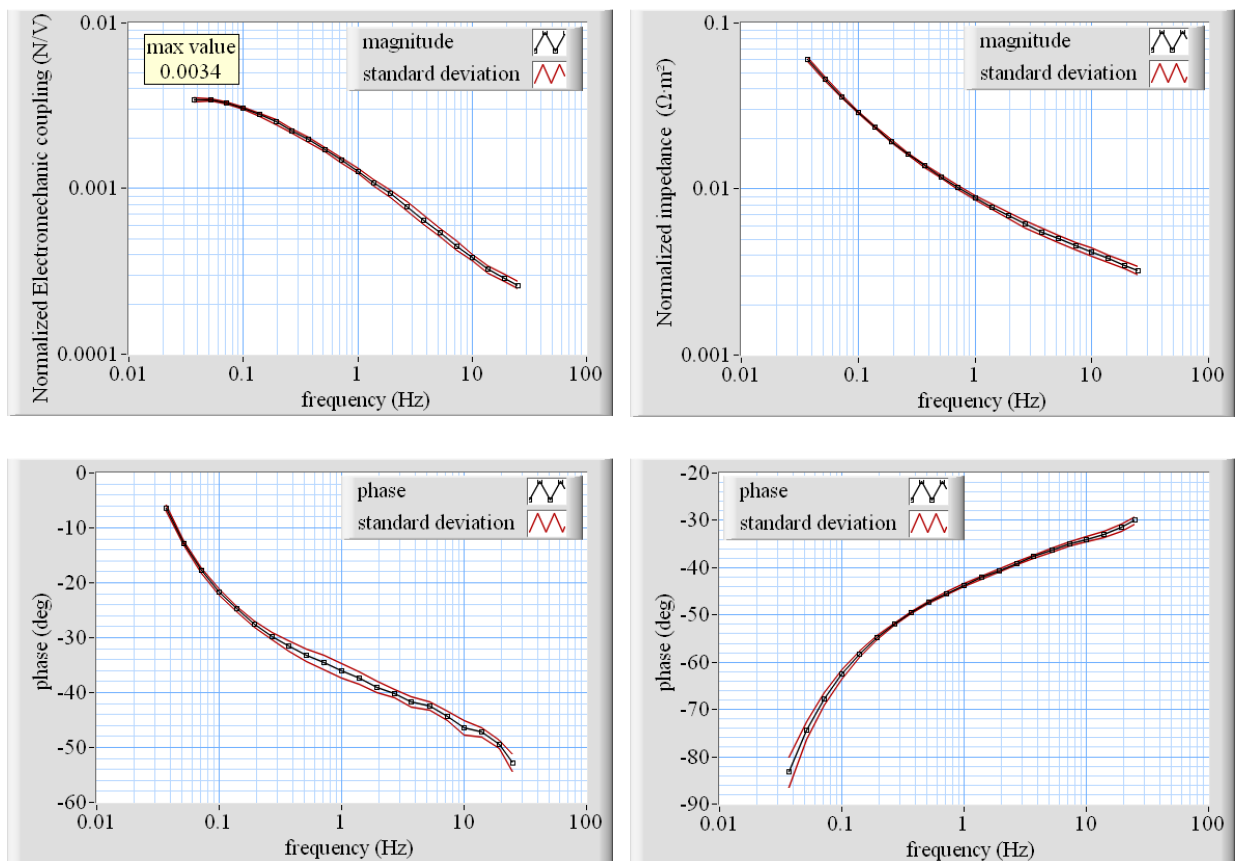 Normalized Electromechanic coupling (N/V)
0.01
0.001
0.0001
max value
0.0034
magnitude
standard deviation
0.01 0.1 1 10 100
frequency (Hz)
Normalized impedance (Ω·m²)
0.1
0.01
0.001
magnitude
standard deviation
0.01 0.1 1 10 100
frequency (Hz)
phase (deg)
0
-10
-20
-30
-40
-50
-60
phase
standard deviation
0.01 0.1 1 10 100
frequency (Hz)
phase (deg)
-20
-30
-40
-50
-60
-70
-80
-90
phase
standard deviation
0.01 0.1 1 10 100
frequency (Hz)